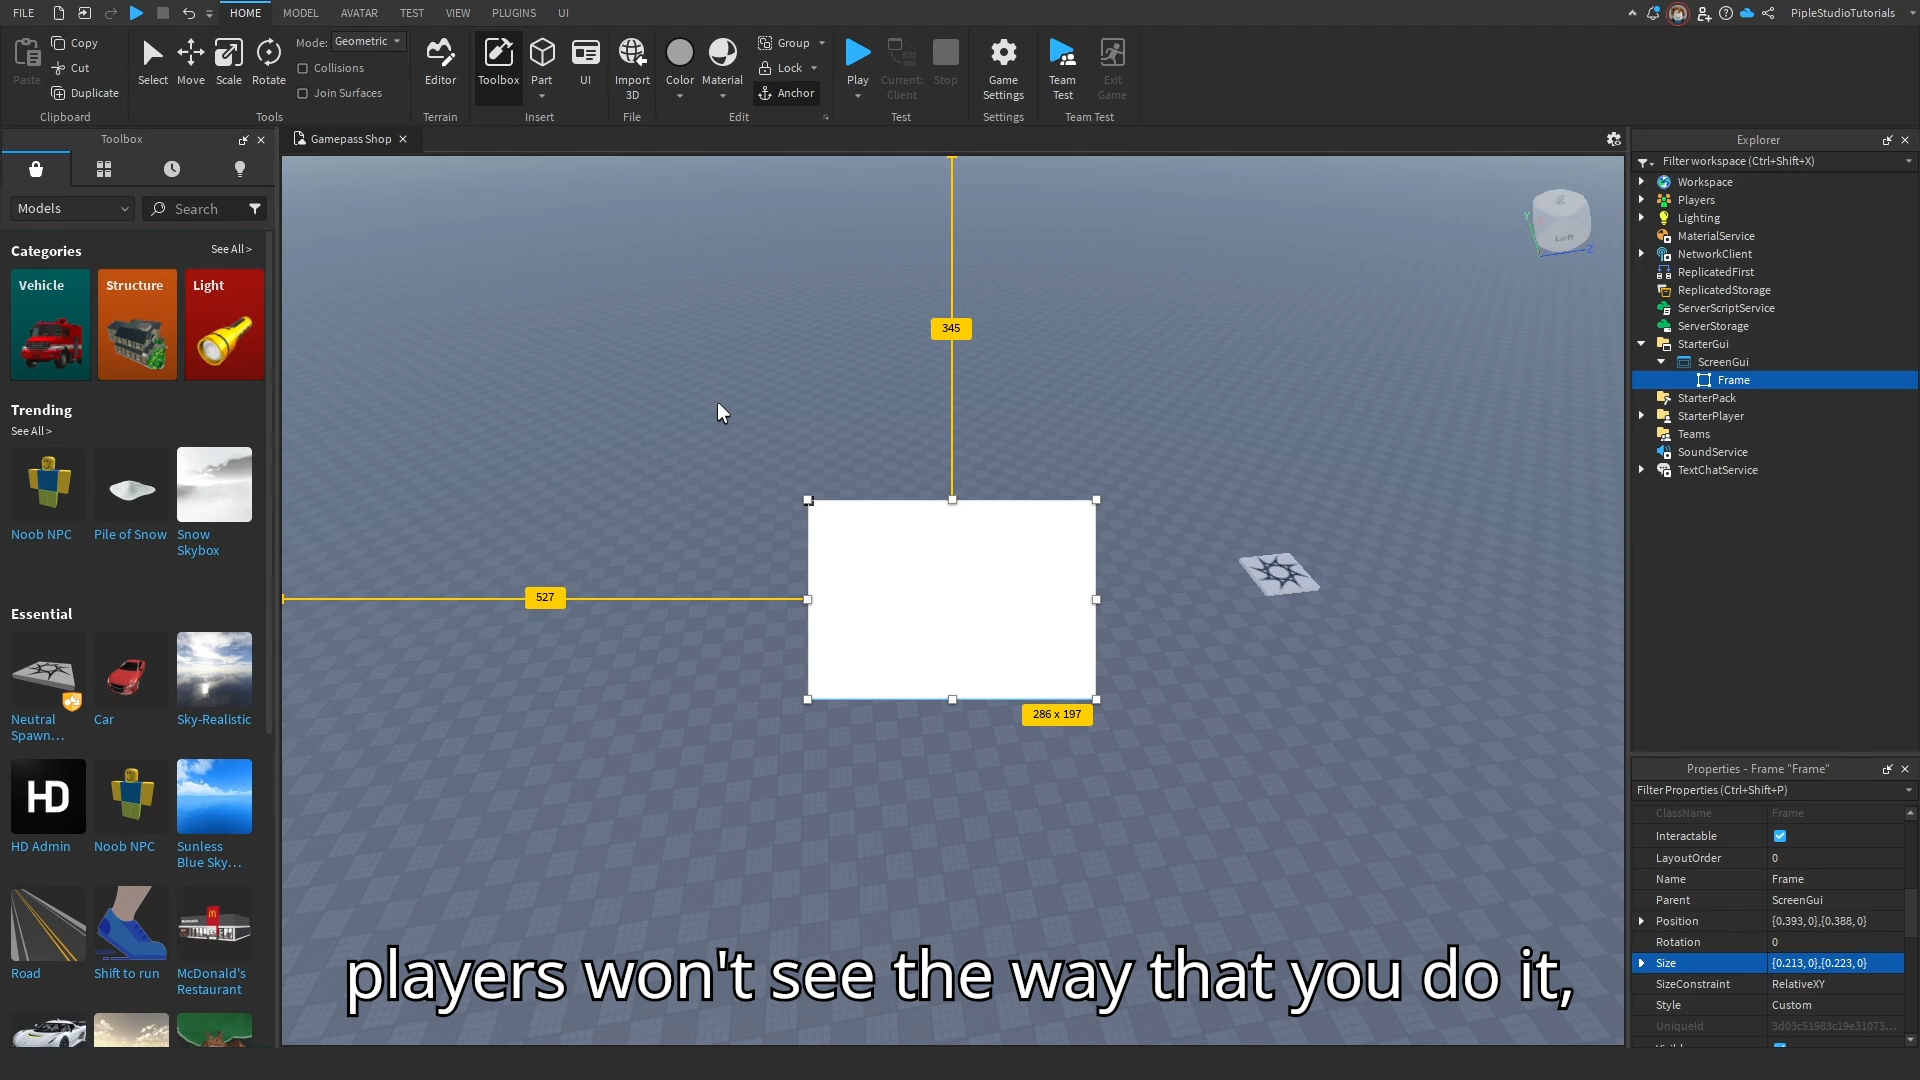 FILE
HOME
MODEL
AVATAR
TEST
VIEW
PLUGINS
UI
PipleStudioTutorials
Paste
Copy
Cut
Duplicate
Clipboard
Select
Move
Scale
Rotate
Mode: Geometric
Collisions
Join Surfaces
Tools
Editor
Terrain
Toolbox
Part
UI
Insert
Import
3D
File
Color
Material
Group
Lock
Anchor
Edit
Play
Current:
Client
Stop
Test
Game
Settings
Settings
Team
Test
Exit
Game
Team Test
Toolbox
Models
Search
Categories
See All >
Vehicle
Structure
Light
Trending
See All >
Noob NPC
Pile of Snow
Snow
Skybox
Essential
Neutral
Spawn...
Car
Sky-Realistic
HD
HD Admin
Noob NPC
Sunless
Blue Sky...
Road
Shift to run
McDonald's
Restaurant
Gamepass Shop
345
527
286 x 197
Y
X
Z
Left
players won't see the way that you do it,
Explorer
Filter workspace (Ctrl+Shift+X)
Workspace
Players
Lighting
MaterialService
NetworkClient
ReplicatedFirst
ReplicatedStorage
ServerScriptService
ServerStorage
StarterGui
ScreenGui
Frame
StarterPack
StarterPlayer
Teams
SoundService
TextChatService
Properties - Frame "Frame"
Filter Properties (Ctrl+Shift+P)
ClassName Frame
Interactable
LayoutOrder 0
Name Frame
Parent ScreenGui
Position {0.393, 0},{0.388, 0}
Rotation 0
Size {0.213, 0},{0.223, 0}
SizeConstraint RelativeXY
Style Custom
UniqueId 3d03c51983c19e31073...